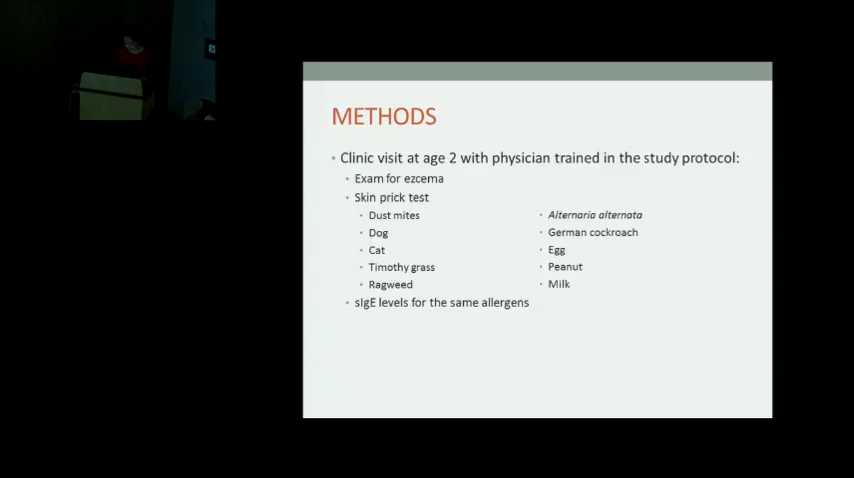 METHODS
Clinic visit at age 2 with physician trained in the study protocol:
Exam for ezcema
Skin prick test
Dust mites
Dog
Cat
Timothy grass
Ragweed
Alternaria alternata
German cockroach
Egg
Peanut
Milk
sIgE levels for the same allergens